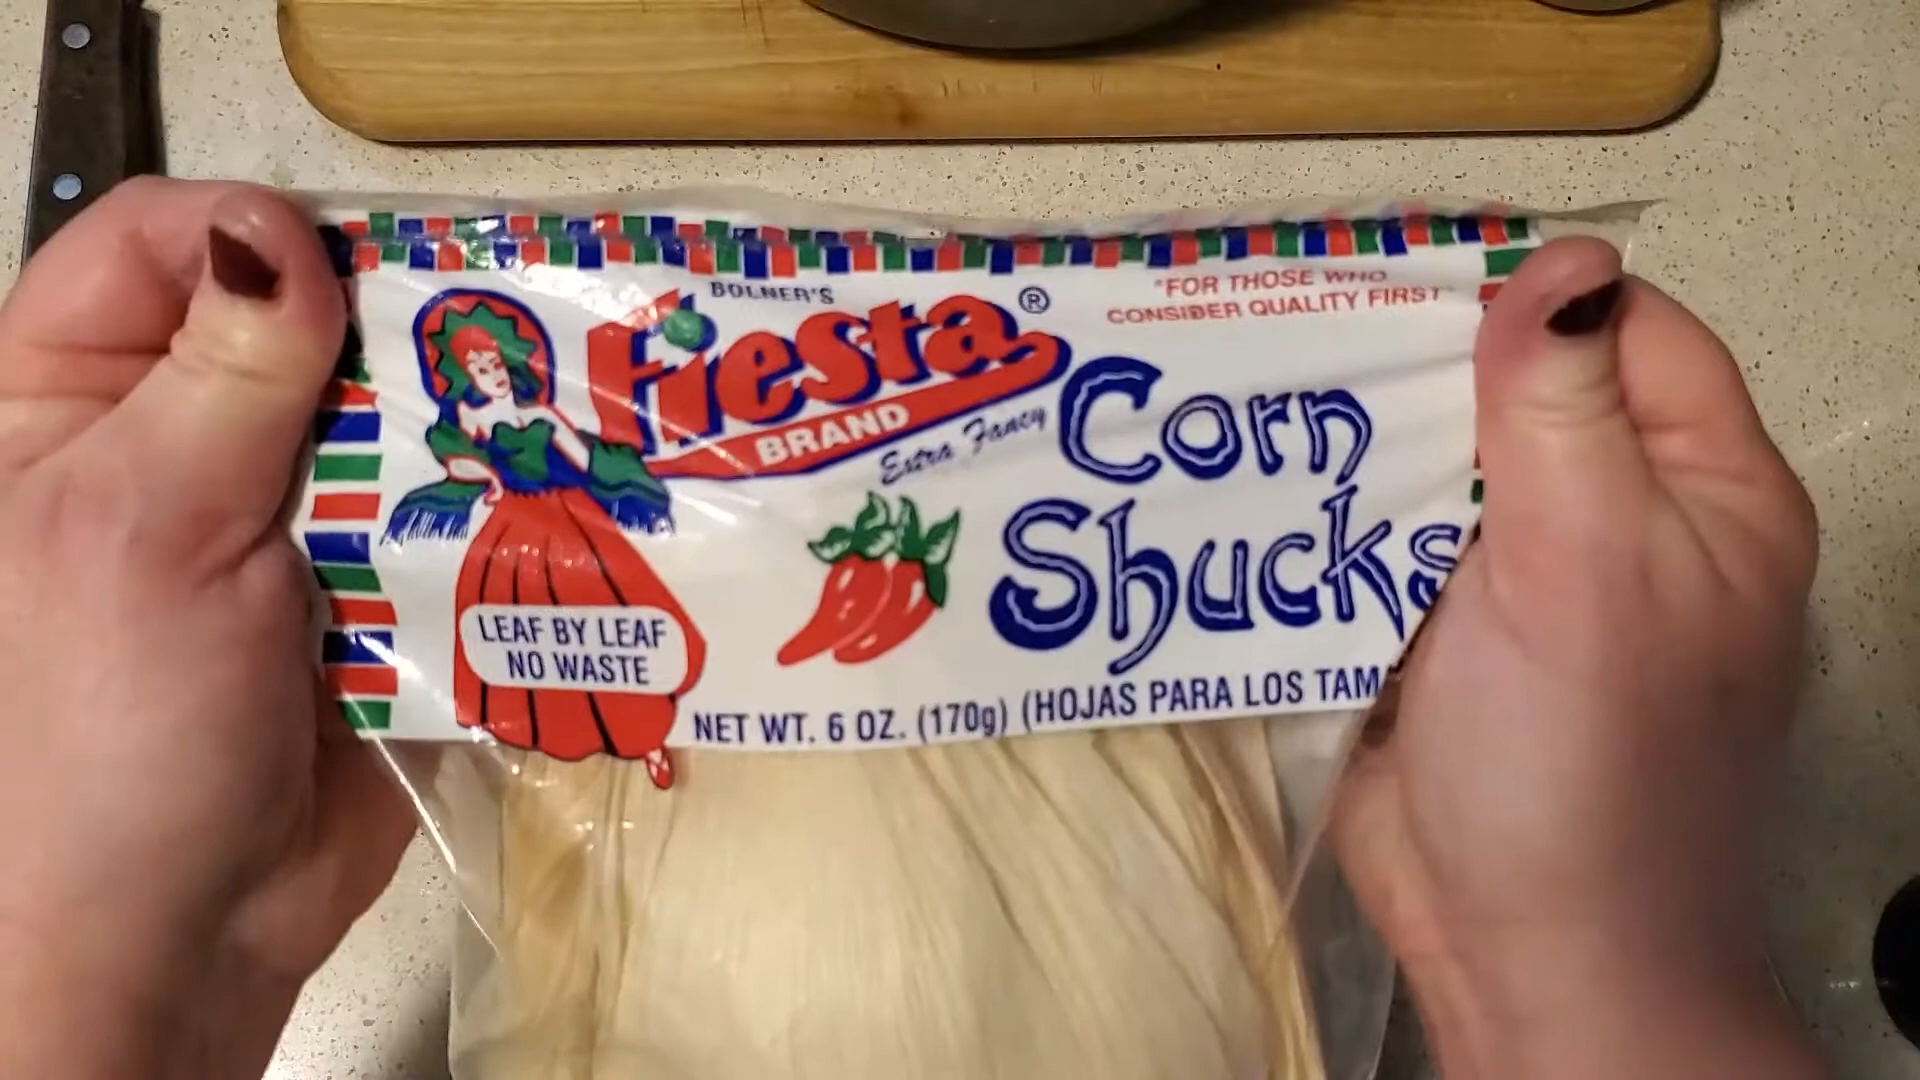 BOLNER'S
fiesta®
BRAND
"FOR THOSE WHO
CONSIDER QUALITY FIRST"
Extra Fancy
Corn
Shucks
LEAF BY LEAF
NO WASTE
NET WT. 6 OZ. (170g) (HOJAS PARA LOS TAM